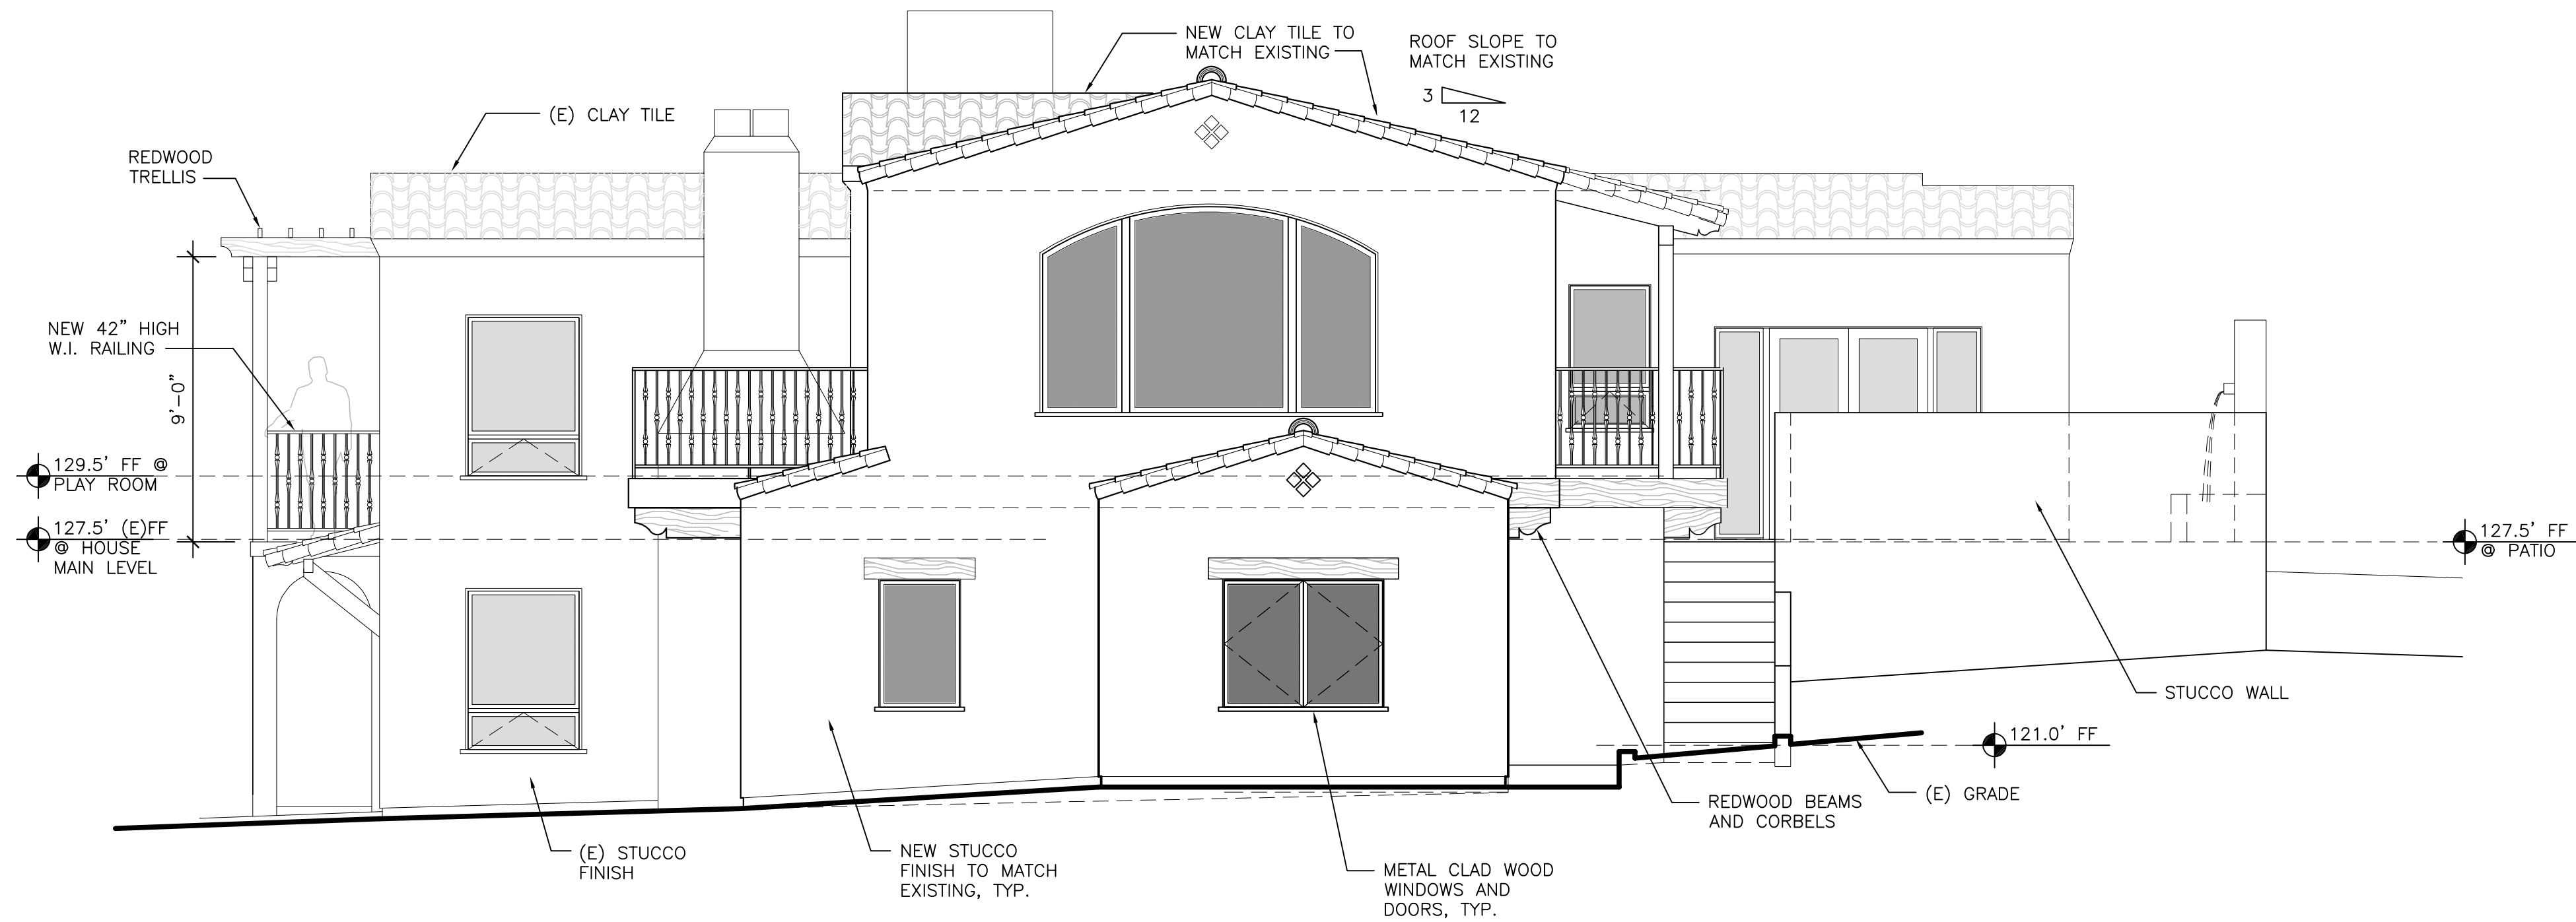 NEW CLAY TILE TO
MATCH EXISTING
ROOF SLOPE TO
MATCH EXISTING
3
12
(E) CLAY TILE
REDWOOD
TRELLIS
NEW 42” HIGH
W.I. RAILING
9’-0”
129.5’ FF @
PLAY ROOM
127.5’ (E)FF
@ HOUSE
MAIN LEVEL
127.5’ FF
@ PATIO
STUCCO WALL
121.0’ FF
(E) GRADE
REDWOOD BEAMS
AND CORBELS
(E) STUCCO
FINISH
NEW STUCCO
FINISH TO MATCH
EXISTING, TYP.
METAL CLAD WOOD
WINDOWS AND
DOORS, TYP.